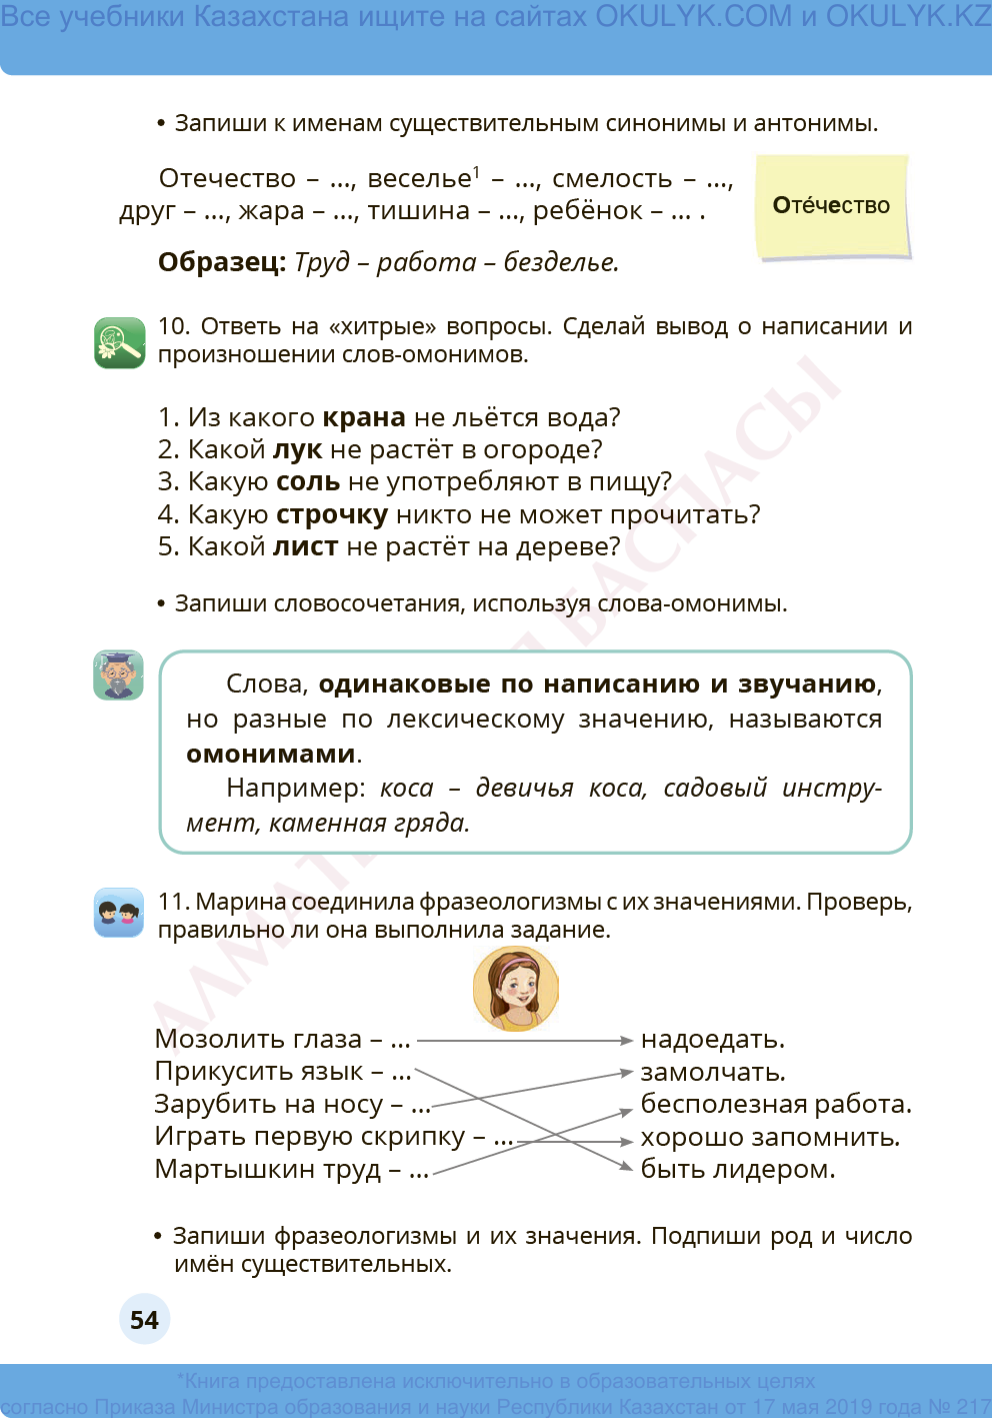 Все учебники Казахстана ищите на сайтах OKULYK.COM и OKULYK.KZ
• Запиши к именам существительным синонимы и антонимы.
Отечество – ..., веселье¹ – ..., смелость – ...,
друг – ..., жара – ..., тишина – ..., ребёнок – ... .
Оте́чество
Образец: Труд – работа – безделье.
10. Ответь на «хитрые» вопросы. Сделай вывод о написании и
произношении слов-омонимов.
1. Из какого крана не льётся вода?
2. Какой лук не растёт в огороде?
3. Какую соль не употребляют в пищу?
4. Какую строчку никто не может прочитать?
5. Какой лист не растёт на дереве?
• Запиши словосочетания, используя слова-омонимы.
Слова, одинаковые по написанию и звучанию,
но разные по лексическому значению, называются
омонимами.
Например: коса – девичья коса, садовый инстру-
мент, каменная гряда.
11. Марина соединила фразеологизмы с их значениями. Проверь,
правильно ли она выполнила задание.
Мозолить глаза – ... надоедать.
Прикусить язык – ... замолчать.
Зарубить на носу – ... бесполезная работа.
Играть первую скрипку – ... хорошо запомнить.
Мартышкин труд – ... быть лидером.
• Запиши фразеологизмы и их значения. Подпиши род и число
имён существительных.
54
*Книга предоставлена исключительно в образовательных целях
согласно Приказа Министра образования и науки Республики Казахстан от 17 мая 2019 года № 217
БАСПАСЫ